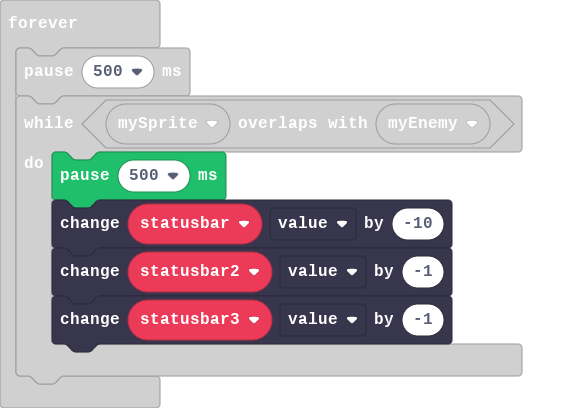 forever
pause 500 ms
while mySprite overlaps with myEnemy
do
pause 500 ms
change statusbar value by -10
change statusbar2 value by -1
change statusbar3 value by -1